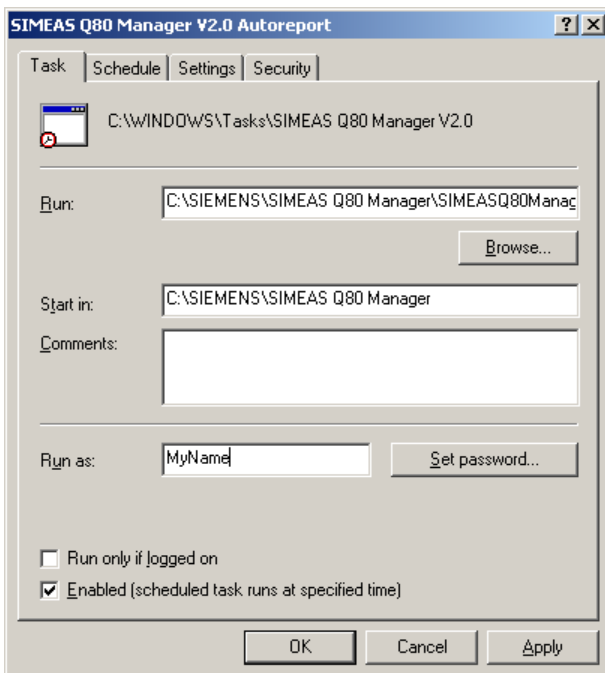 SIMEAS Q80 Manager V2.0 Autoreport
Task Schedule Settings Security
C:\WINDOWS\Tasks\SIMEAS Q80 Manager V2.0
Run: C:\SIEMENS\SIMEAS Q80 Manager\SIMEASQ80Manag
Browse...
Start in: C:\SIEMENS\SIMEAS Q80 Manager
Comments:
Run as: MyName Set password...
Run only if logged on
Enabled (scheduled task runs at specified time)
OK Cancel Apply